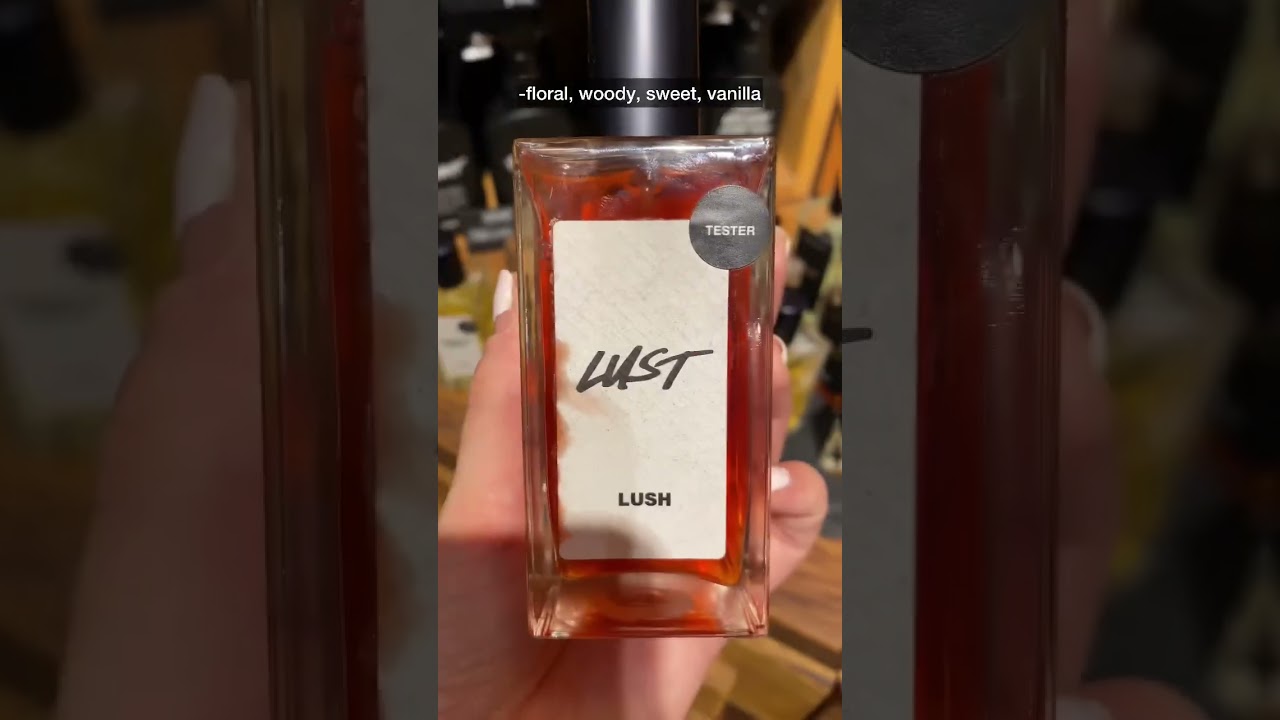 -floral, woody, sweet, vanilla
TESTER
LUST
LUSH